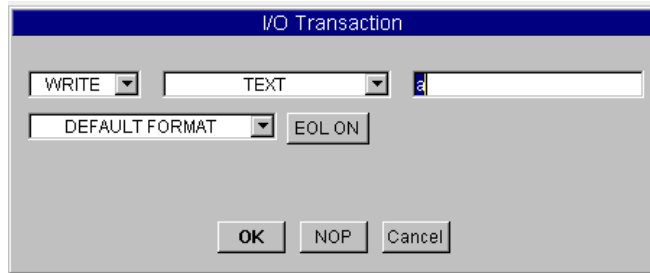 I/O Transaction
WRITE TEXT a
DEFAULT FORMAT EOL ON
OK NOP Cancel